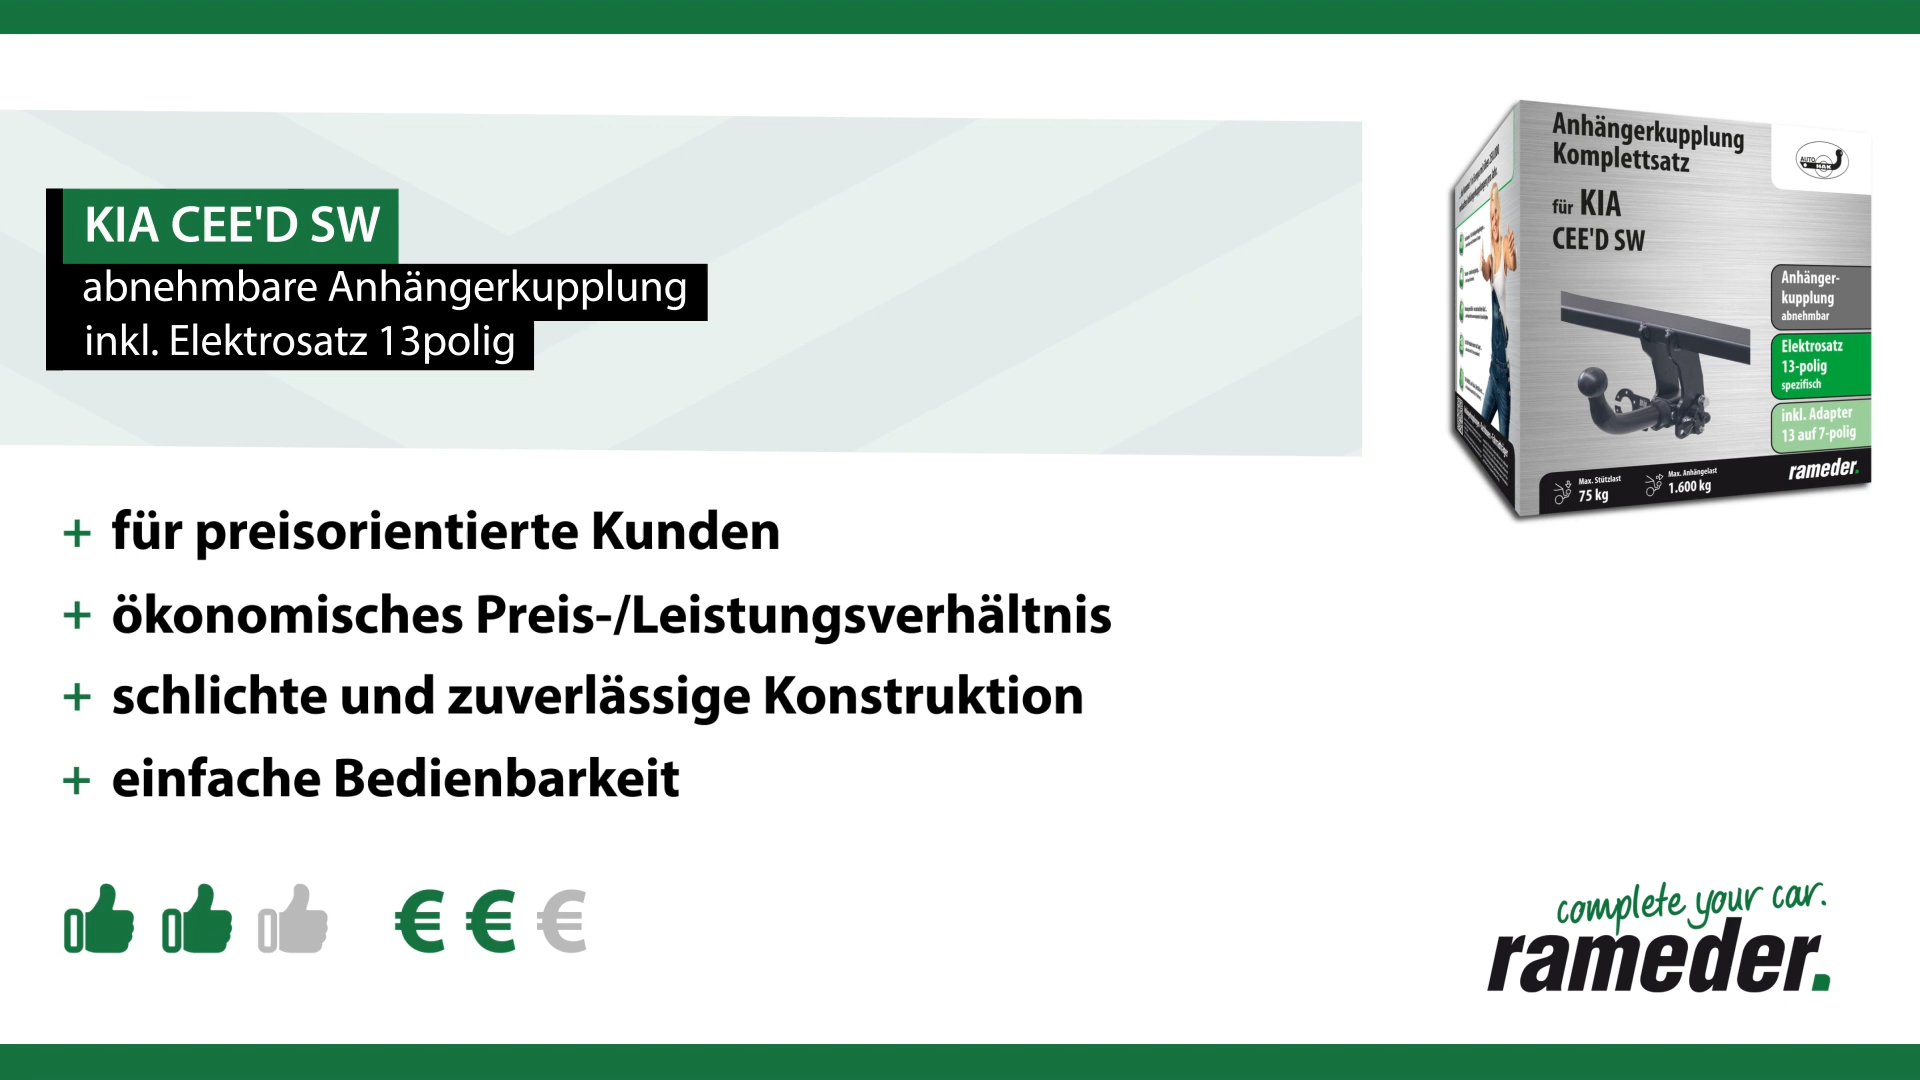 KIA CEE'D SW
abnehmbare Anhängerkupplung
inkl. Elektrosatz 13polig
+ für preisorientierte Kunden
+ ökonomisches Preis-/Leistungsverhältnis
+ schlichte und zuverlässige Konstruktion
+ einfache Bedienbarkeit
€ € €
Anhängerkupplung
Komplettsatz
für KIA
CEE'D SW
AUTO
HAK
Anhänger-
kupplung
abnehmbar
Elektrosatz
13-polig
spezifisch
inkl. Adapter
13 auf 7-polig
Max. Stützlast
75 kg
Max. Anhängelast
1.600 kg
rameder.
complete your car.
rameder.